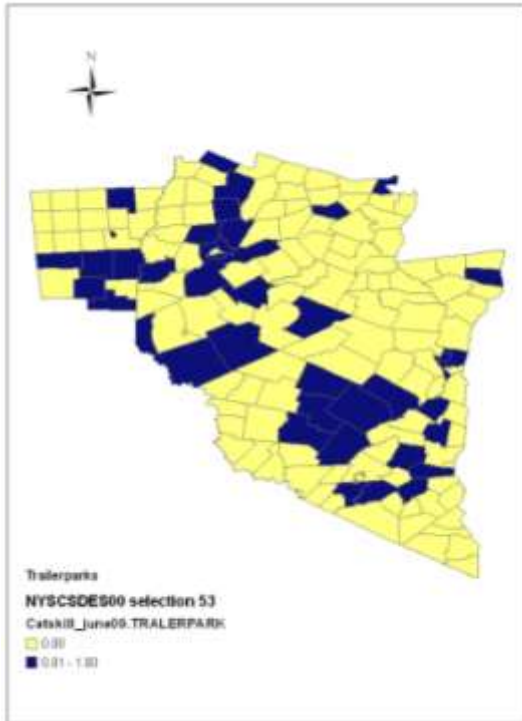 N
Trailerparks
NYSCSDES00 selection 53
Catskill_june09.TRALERPARK
0.00
0.01 - 1.00